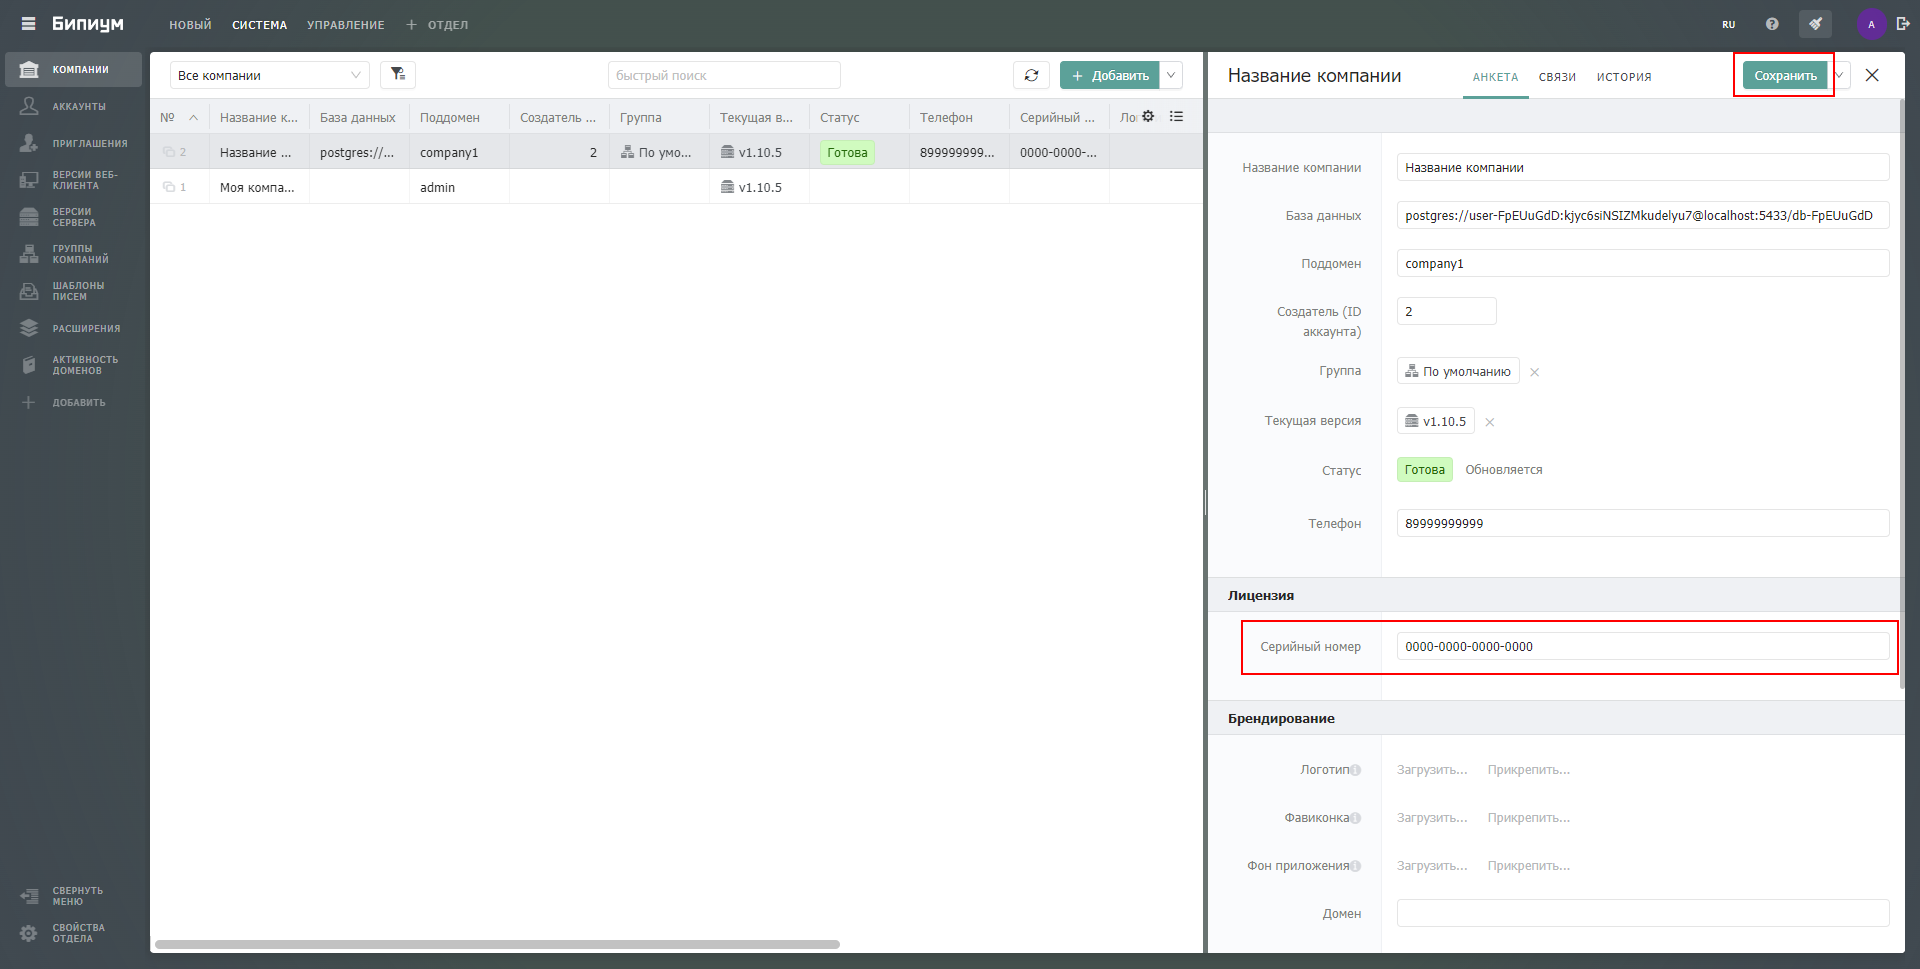 Бипиум
НОВЫЙ СИСТЕМА УПРАВЛЕНИЕ + ОТДЕЛ
RU
A
КОМПАНИИ
АККАУНТЫ
ПРИГЛАШЕНИЯ
ВЕРСИИ ВЕБ-
КЛИЕНТА
ВЕРСИИ
СЕРВЕРА
ГРУППЫ
КОМПАНИЙ
ШАБЛОНЫ
ПИСЕМ
РАСШИРЕНИЯ
АКТИВНОСТЬ
ДОМЕНОВ
+ ДОБАВИТЬ
СВЕРНУТЬ
МЕНЮ
СВОЙСТВА
ОТДЕЛА
Все компании
быстрый поиск
+ Добавить
№ Название к... База данных Поддомен Создатель ... Группа Текущая в... Статус Телефон Серийный ... Ло
2 Название ... postgres://... company1 2 По умо... v1.10.5 Готова 899999999... 0000-0000-...
1 Моя компа... admin v1.10.5
Название компании
АНКЕТА СВЯЗИ ИСТОРИЯ
Сохранить
Название компании Название компании
База данных postgres://user-FpEUuGdD:kjyc6siNSIZMkudelyu7@localhost:5433/db-FpEUuGdD
Поддомен company1
Создатель (ID 2
аккаунта)
Группа По умолчанию ×
Текущая версия v1.10.5 ×
Статус Готова Обновляется
Телефон 89999999999
Лицензия
Серийный номер 0000-0000-0000-0000
Брендирование
Логотип Загрузить... Прикрепить...
Фавиконка Загрузить... Прикрепить...
Фон приложения Загрузить... Прикрепить...
Домен